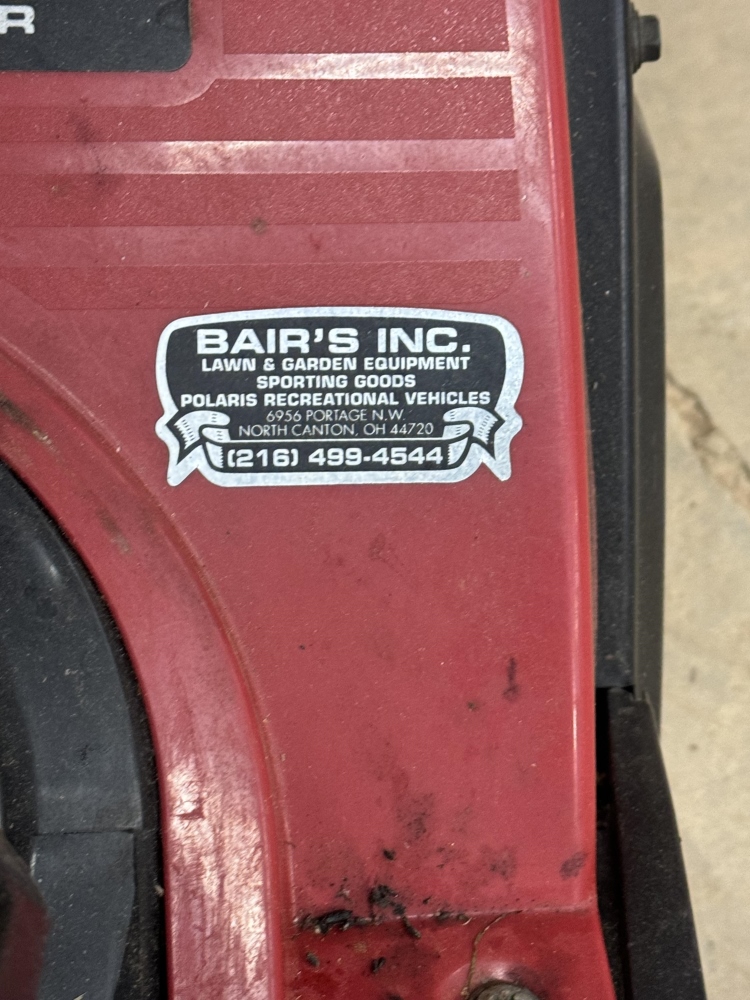 R
BAIR'S INC.
LAWN & GARDEN EQUIPMENT
SPORTING GOODS
POLARIS RECREATIONAL VEHICLES
6956 PORTAGE N.W.
NORTH CANTON, OH 44720
(216) 499-4544